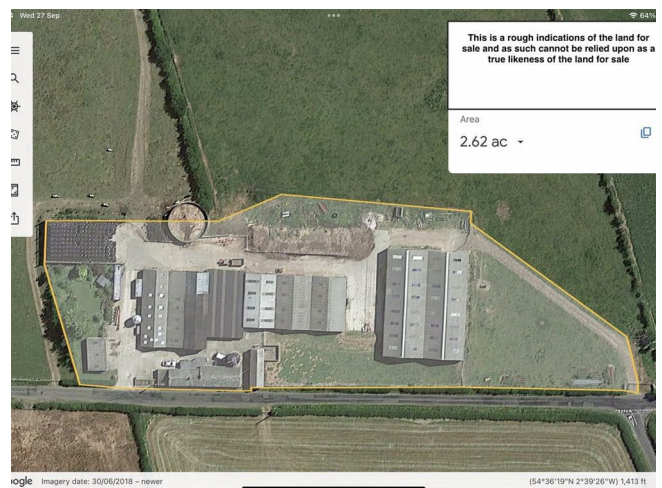 Wed 27 Sep
64%
This is a rough indications of the land for
sale and as such cannot be relied upon as a
true likeness of the land for sale
Area
2.62 ac
ogle Imagery date: 30/06/2018 – newer
(54°36'19"N 2°39'26"W) 1,413 ft